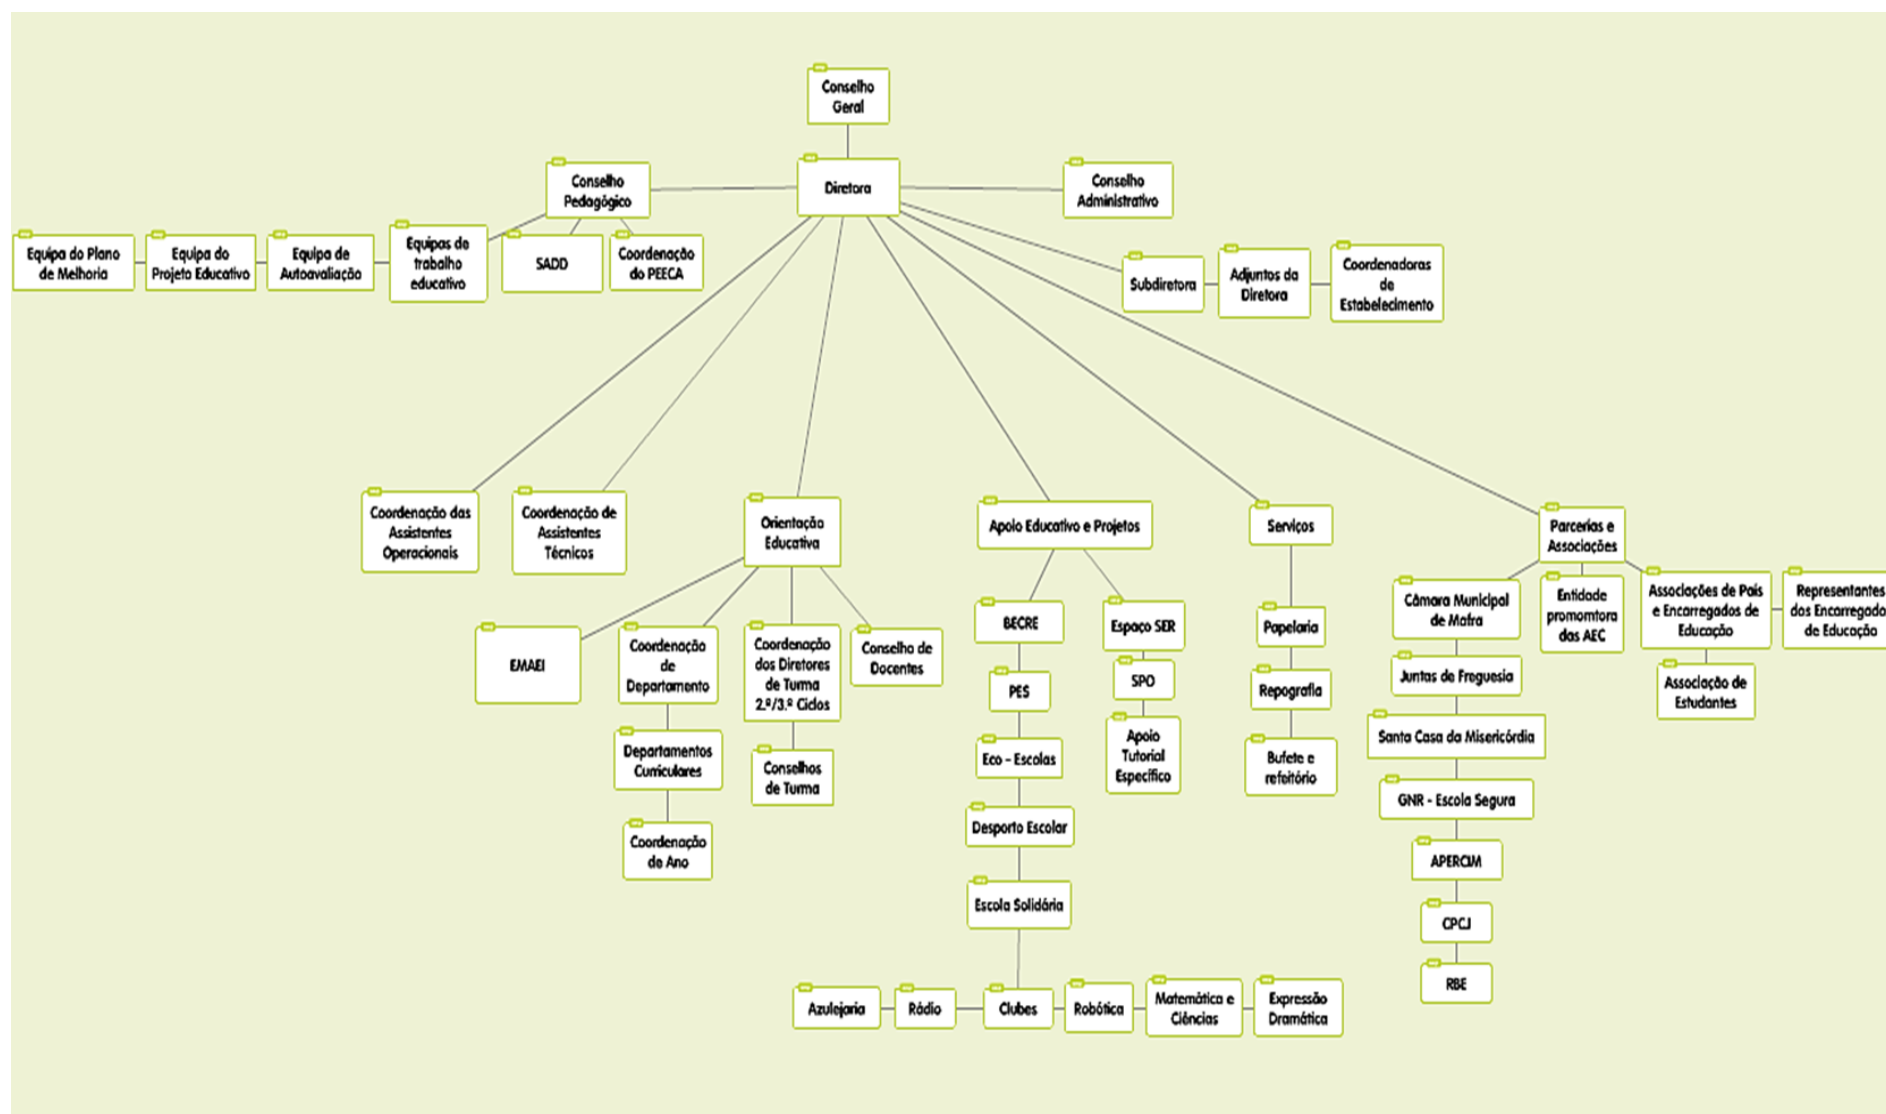 Conselho
Geral
Conselho
Pedagógico
Diretora
Conselho
Administrativo
Equipa do Plano
de Melhoria
Equipa do
Projeto Educativo
Equipa de
Autoavaliação
Equipas de
trabalho
educativo
SADD
Coordenação
do PEECA
Subdiretora
Adjuntos da
Diretora
Coordenadoras
de
Estabelecimento
Coordenação das
Assistentes
Operacionais
Coordenação de
Assistentes
Técnicos
Orientação
Educativa
Apoio Educativo e Projetos
Serviços
Parcerias e
Associações
EMAEI
Coordenação
de
Departamento
Coordenação
dos Diretores
de Turma
2.º/3.º Ciclos
Conselho de
Docentes
Departamentos
Curriculares
Conselhos
de Turma
Coordenação
de Ano
BECRE
Espaço SER
PES
SPO
Eco - Escolas
Apoio
Tutorial
Específico
Desporto Escolar
Escola Solidária
Azulejaria
Rádio
Clubes
Robótica
Matemática e
Ciências
Expressão
Dramática
Papelaria
Repografia
Bufete e
refeitório
Câmara Municipal
de Mafra
Entidade
promomtora
das AEC
Associações de País
e Encarregados de
Educação
Representantes
dos Encarregado
de Educação
Juntas de Freguesia
Associação de
Estudantes
Santa Casa da Misericórdia
GNR - Escola Segura
APERCIM
CPCJ
RBE